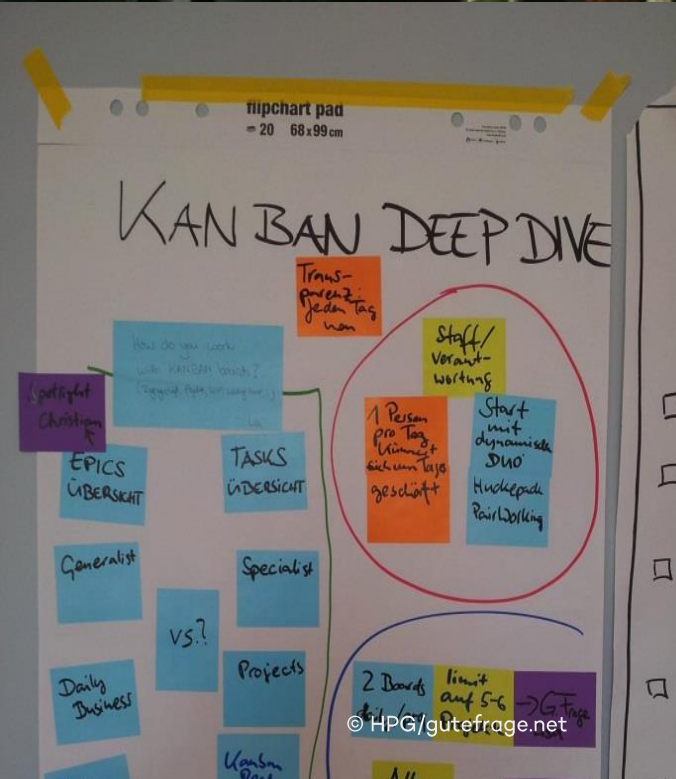 flipchart pad
20 68x99cm
KANBAN DEEP DIVE
Trans-
parenz:
jeden Tag
neu
How do you work
with KANBAN boards?
Spotlight
Christian
EPICS
ÜBERSICHT
TASKS
ÜBERSICHT
Generalist
Specialist
VS.?
Daily
Business
Projects
Kanban
Staff/
verant-
wortung
1 Person
pro Tag
kümmert
sich um Tages
geschäft
Start
mit
dynamische
DUO
Huckepack
PairWorking
2 Boards
limit
auf 5-6
→ G.Frage
© HPG/gutefrage.net